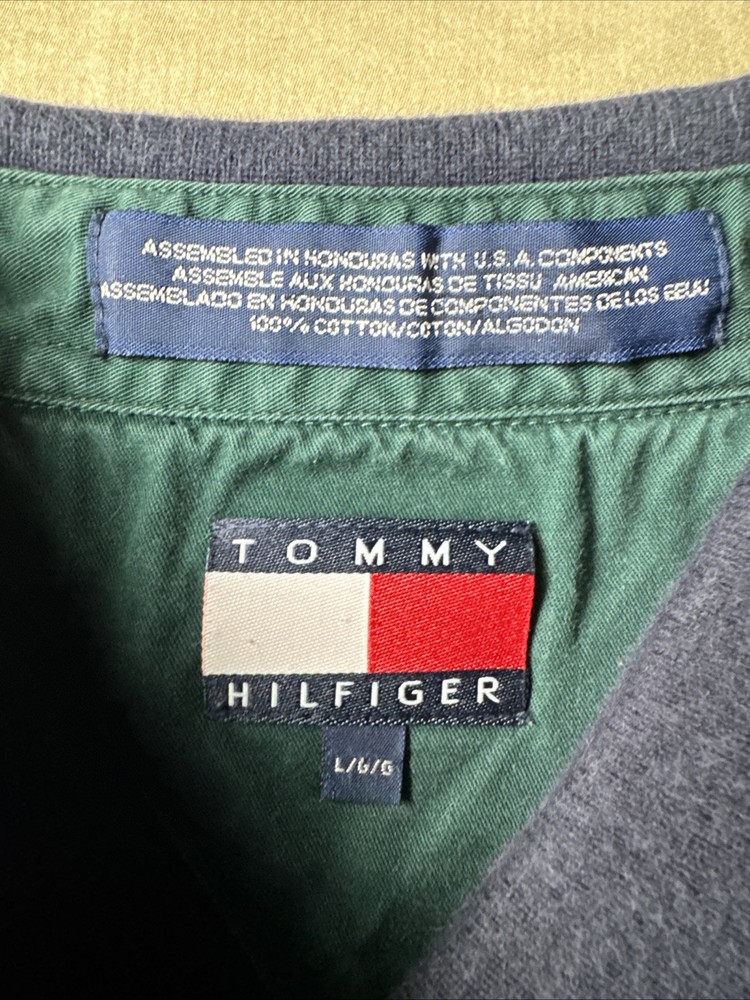 ASSEMBLED IN HONDURAS WITH U.S.A. COMPONENTS
ASSEMBLE AUX HONDURAS DE TISSU AMERICAN
ASSEMBLADO EN HONDURAS DE COMPONENTES DE LOS EEUU
100% COTTON/COTON/ALGODON
TOMMY
HILFIGER
L/G/G